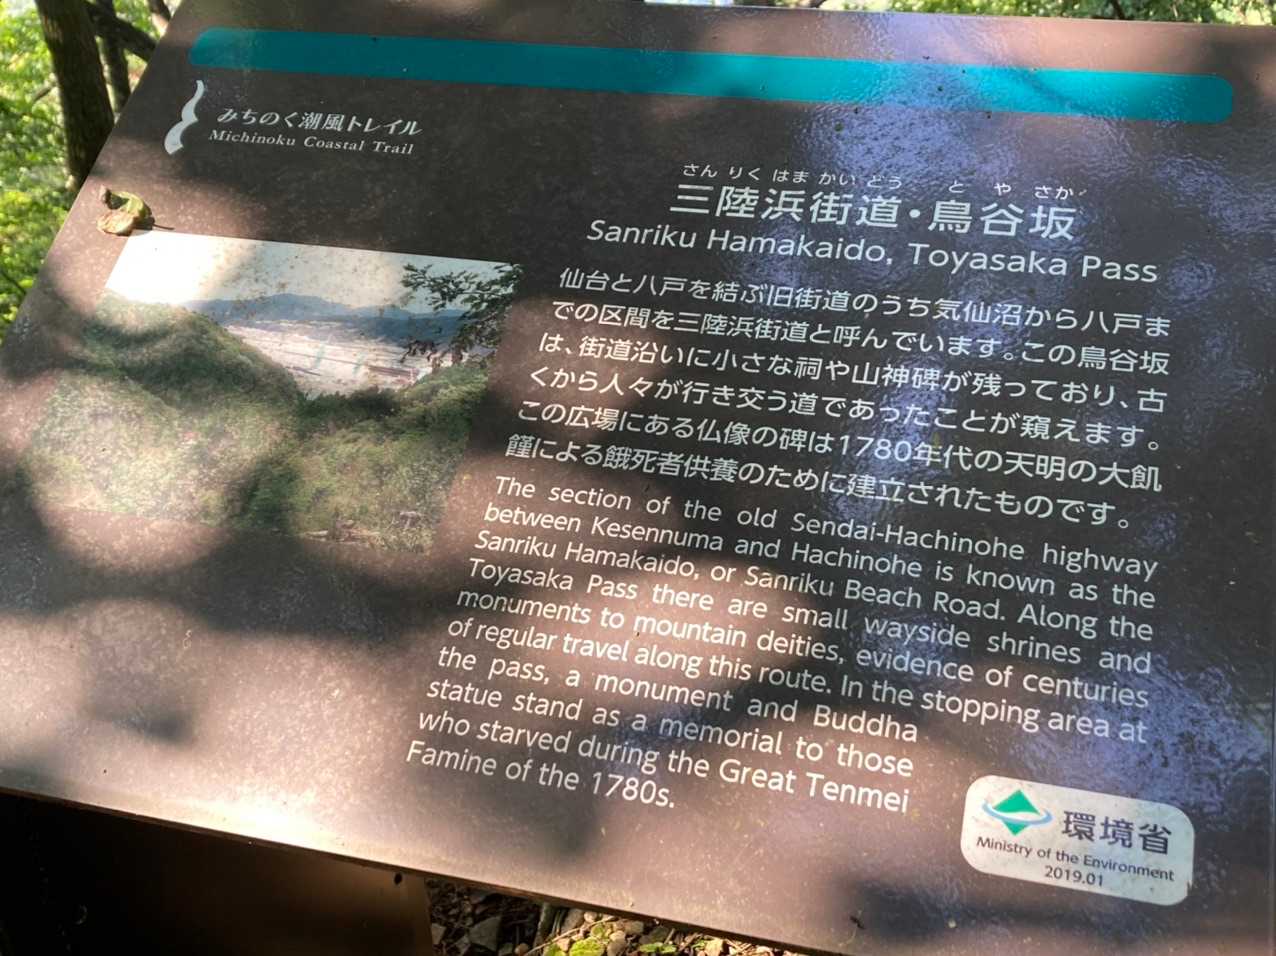 みちのく潮風トレイル
Michinoku Coastal Trail
さん りく はま かい どう と や さか
三陸浜街道・鳥谷坂
Sanriku Hamakaido, Toyasaka Pass
仙台と八戸を結ぶ旧街道のうち気仙沼から八戸ま
での区間を三陸浜街道と呼んでいます。この鳥谷坂
は、街道沿いに小さな祠や山神碑が残っており、古
くから人々が行き交う道であったことが窺えます。
この広場にある仏像の碑は1780年代の天明の大飢
饉による餓死者供養のために建立されたものです。
The section of the old Sendai-Hachinohe highway
between Kesennuma and Hachinohe is known as the
Sanriku Hamakaido, or Sanriku Beach Road. Along the
Toyasaka Pass there are small wayside shrines and
monuments to mountain deities, evidence of centuries
of regular travel along this route. In the stopping area at
the pass, a monument and Buddha
statue stand as a memorial to those
who starved during the Great Tenmei
Famine of the 1780s.
環境省
Ministry of the Environment
2019.01